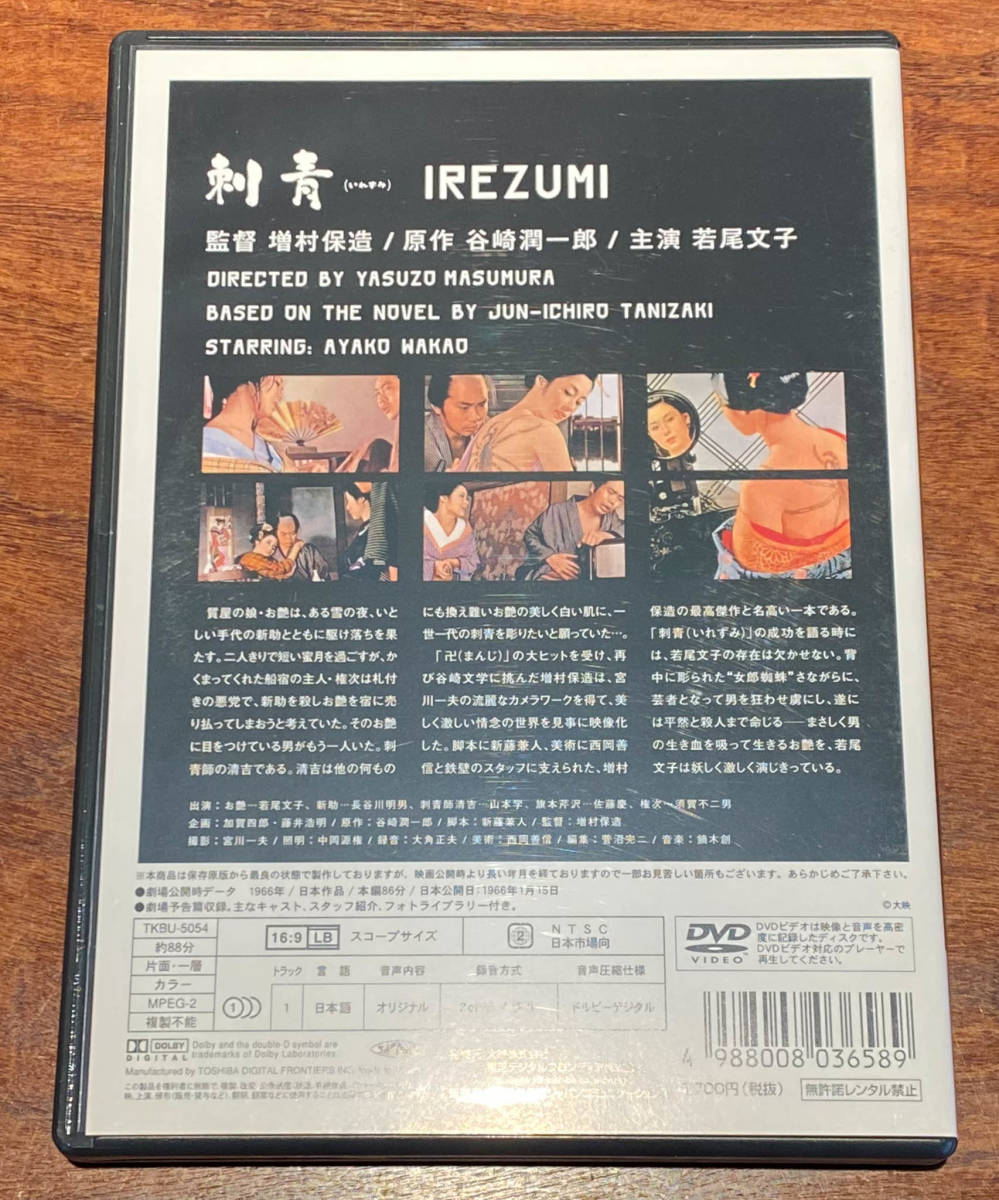 刺青(いれずみ) IREZUMI
監督 増村保造 / 原作 谷崎潤一郎 / 主演 若尾文子
DIRECTED BY YASUZO MASUMURA
BASED ON THE NOVEL BY JUN-ICHIRO TANIZAKI
STARRING: AYAKO WAKAO
質屋の娘・お艶は、ある雪の夜、いと
しい手代の新助とともに駆け落ちを果
たす。二人きりで短い蜜月を過ごすが、か
くまってくれた船宿の主人・権次は札付
きの悪党で、新助を殺しお艶を宿に売
り払ってしまおうと考えていた。そのお艶
に目をつけている男がもう一人いた。刺
青師の清吉である。清吉は他の何もの
にも換え難いお艶の美しく白い肌に、一
世一代の刺青を彫りたいと願っていた…。
「卍(まんじ)」の大ヒットを受け、再
び谷崎文学に挑んだ増村保造は、宮
川一夫の流麗なカメラワークを得て、美
しく激しい情念の世界を見事に映像化
した。脚本に新藤兼人、美術に西岡善
信と鉄壁のスタッフに支えられた、増村
保造の最高傑作と名高い一本である。
「刺青(いれずみ)」の成功を語る時に
は、若尾文子の存在は欠かせない。背
中に彫られた“女郎蜘蛛”さながらに、
芸者となって男を狂わせ虜にし、遂に
は平然と殺人まで命じる──まさしく男
の生き血を吸って生きるお艶を、若尾
文子は妖しく激しく演じきっている。
出演:お艶…若尾文子、新助…長谷川明男、刺青師清吉…山本学、旗本芹沢…佐藤慶、権次…須賀不二男
企画:加賀四郎・藤井浩明/原作:谷崎潤一郎/脚本:新藤兼人/監督:増村保造
撮影:宮川一夫/照明:中岡源権/録音:大角正夫/美術:西岡善信/編集:菅沼完二/音楽:鏑木創
※本商品は保存原版から最良の状態で製作しておりますが、映画公開時より長い年月を経ておりますので一部お見苦しい箇所もございます。あらかじめご了承下さい。
●劇場公開時データ 1966年/日本作品/本編86分/日本公開日:1966年1月15日
●劇場予告篇収録。主なキャスト、スタッフ紹介、フォトライブラリー付き。
©大映
TKBU-5054
約88分
片面・一層
カラー
MPEG-2
複製不能
16:9 LB スコープサイズ
2 NTSC
日本市場向
トラック 言語 音声内容 録音方式 音声圧縮仕様
1 日本語 オリジナル ドルビーデジタル
DVD VIDEO™
DVDビデオは映像と音声を高密
度に記録したディスクです。
DVDビデオ対応のプレーヤーで
再生してください。
DOLBY DIGITAL
Dolby and the double-D symbol are
trademarks of Dolby Laboratories.
Manufactured by TOSHIBA DIGITAL FRONTIERS INC.
4 988008 036589
700円(税抜)
無許諾レンタル禁止